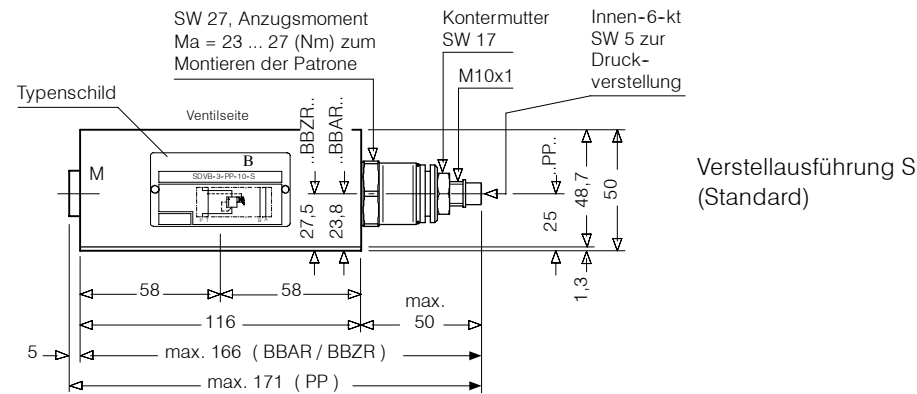 SW 27, Anzugsmoment
Ma = 23 ... 27 (Nm) zum
Montieren der Patrone
Kontermutter
SW 17
M10x1
Innen-6-kt
SW 5 zur
Druck-
verstellung
Typenschild
Ventilseite
M
B
SDVB-3-PP-10-S
..BBZR..
..BBAR..
..PP..
27,5
23,8
25
48,7
50
1,3
Verstellausführung S
(Standard)
58
58
max.
116
50
5
max. 166 ( BBAR / BBZR )
max. 171 ( PP )